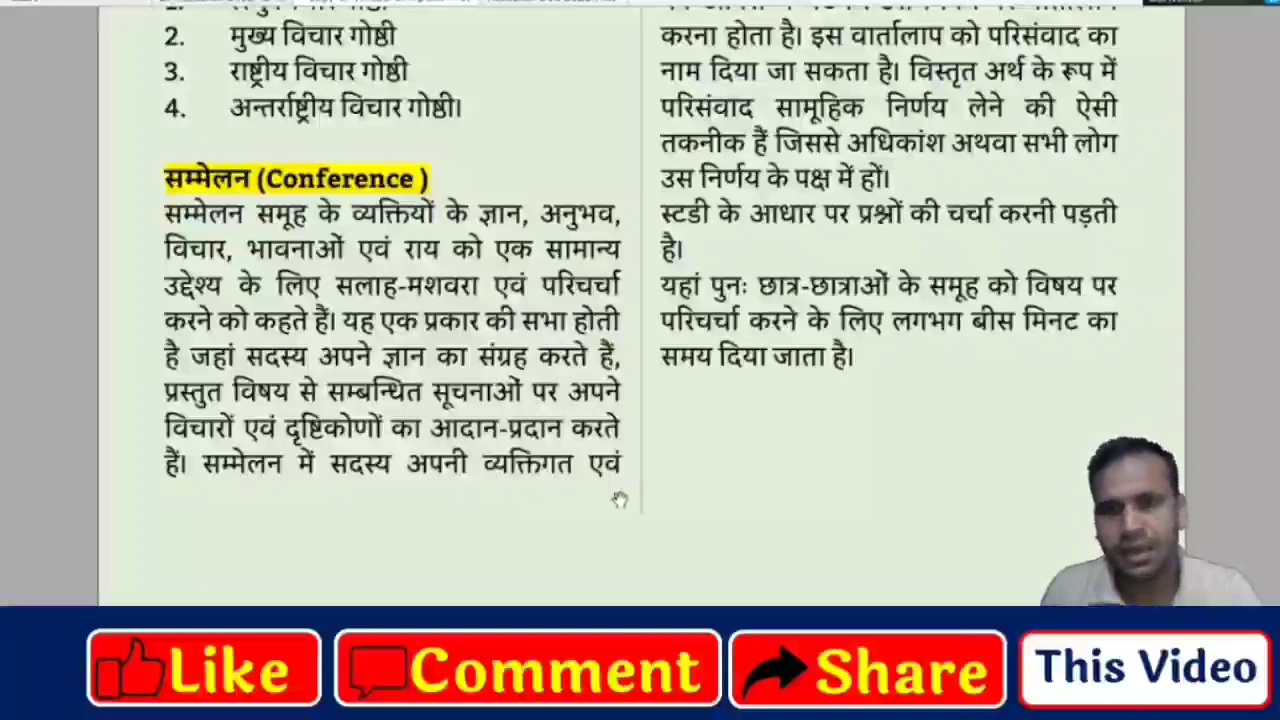 2. मुख्य विचार गोष्ठी
3. राष्ट्रीय विचार गोष्ठी
4. अन्तर्राष्ट्रीय विचार गोष्ठी।
सम्मेलन (Conference )
सम्मेलन समूह के व्यक्तियों के ज्ञान, अनुभव,
विचार, भावनाओं एवं राय को एक सामान्य
उद्देश्य के लिए सलाह-मशवरा एवं परिचर्चा
करने को कहते हैं। यह एक प्रकार की सभा होती
है जहां सदस्य अपने ज्ञान का संग्रह करते हैं,
प्रस्तुत विषय से सम्बन्धित सूचनाओं पर अपने
विचारों एवं दृष्टिकोणों का आदान-प्रदान करते
हैं। सम्मेलन में सदस्य अपनी व्यक्तिगत एवं
करना होता है। इस वार्तालाप को परिसंवाद का
नाम दिया जा सकता है। विस्तृत अर्थ के रूप में
परिसंवाद सामूहिक निर्णय लेने की ऐसी
तकनीक हैं जिससे अधिकांश अथवा सभी लोग
उस निर्णय के पक्ष में हों।
स्टडी के आधार पर प्रश्नों की चर्चा करनी पड़ती
है।
यहां पुनः छात्र-छात्राओं के समूह को विषय पर
परिचर्चा करने के लिए लगभग बीस मिनट का
समय दिया जाता है।
Like
Comment
Share
This Video